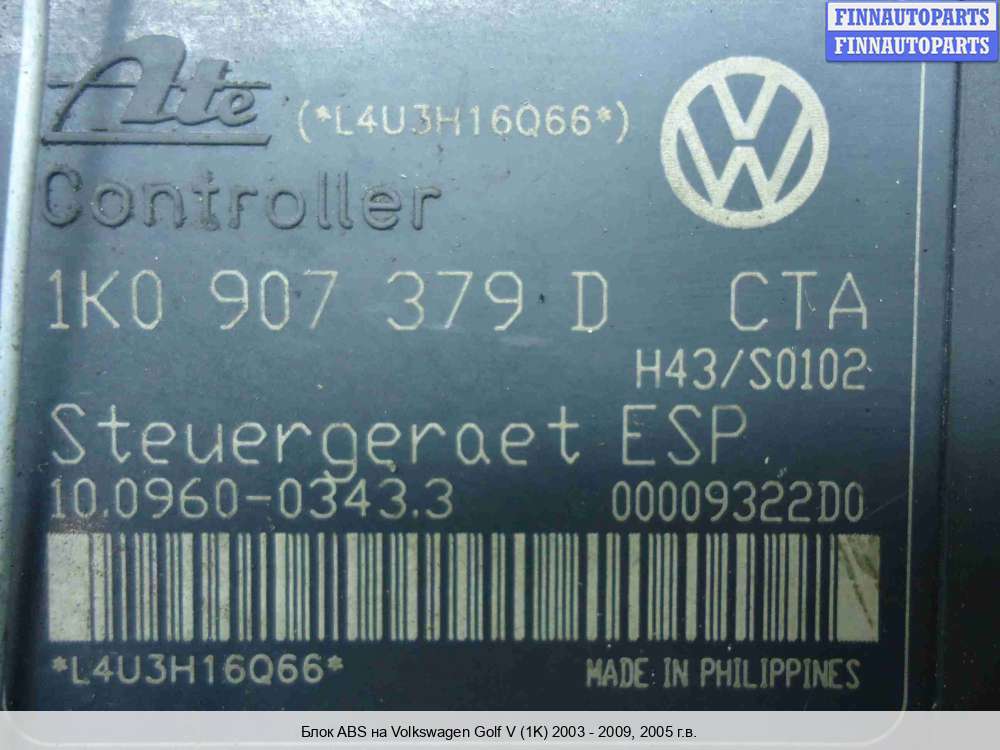 FINNAUTOPARTS
FINNAUTOPARTS
Ate (*L4U3H16Q66*)
Controller
1K0 907 379 D CTA
H43/S0102
Steuergeraet ESP
10.0960-0343.3 00009322D0
*L4U3H16Q66* MADE IN PHILIPPINES
Блок ABS на Volkswagen Golf V (1K) 2003 - 2009, 2005 г.в.